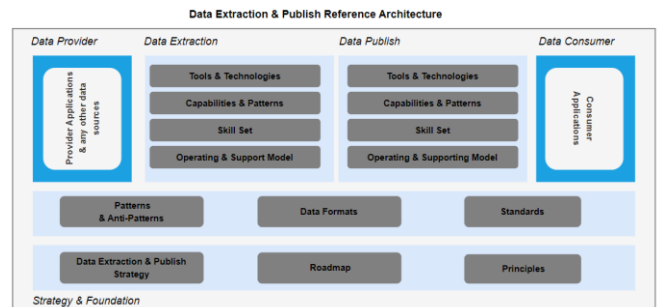 Data Extraction & Publish Reference Architecture
Data Provider
Data Extraction
Data Publish
Data Consumer
Provider Applications
& any other data
sources
Tools & Technologies
Capabilities & Patterns
Skill Set
Operating & Support Model
Tools & Technologies
Capabilities & Patterns
Skill Set
Operating & Supporting Model
Consumer
Applications
Patterns
& Anti-Patterns
Data Formats
Standards
Data Extraction & Publish
Strategy
Roadmap
Principles
Strategy & Foundation